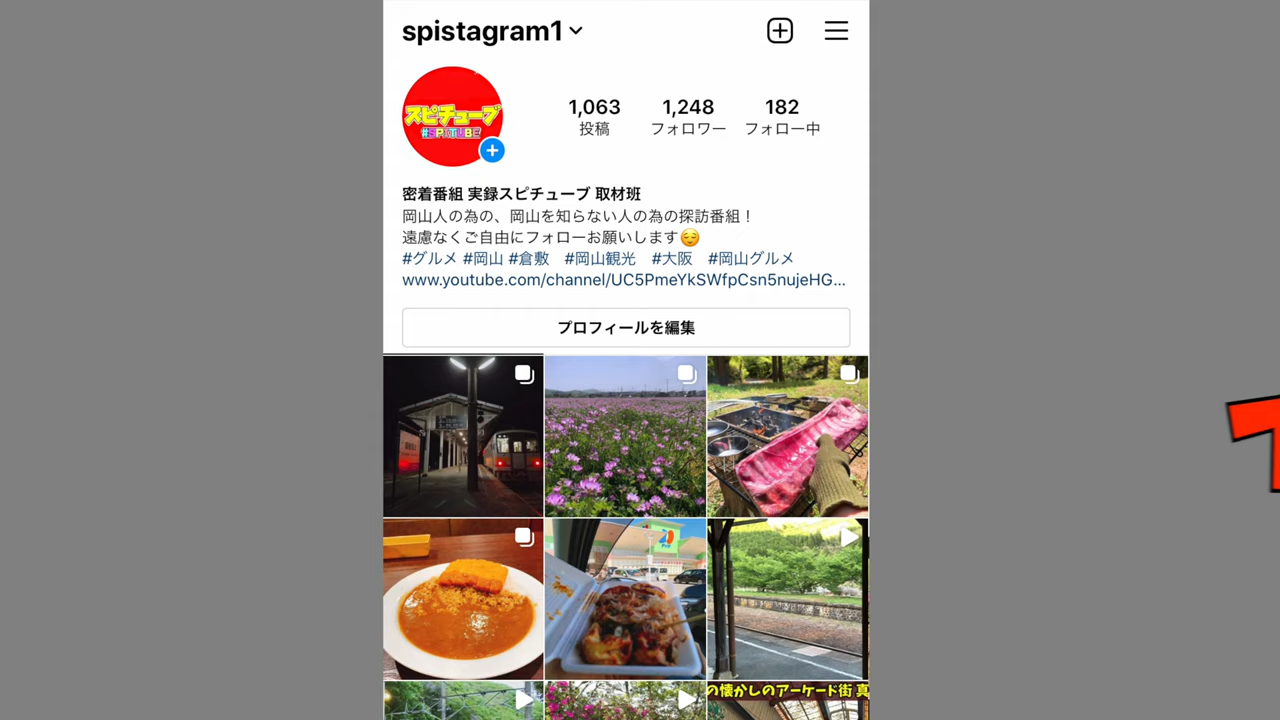 spistagram1
スピチューブ
#SPITUBE
1,063
投稿
1,248
フォロワー
182
フォロー中
密着番組 実録スピチューブ 取材班
岡山人の為の、岡山を知らない人の為の探訪番組！
遠慮なくご自由にフォローお願いします😌
#グルメ #岡山 #倉敷　#岡山観光　#大阪　#岡山グルメ
www.youtube.com/channel/UC5PmeYkSWfpCsn5nujeHG...
プロフィールを編集
の懐かしのアーケード街 真